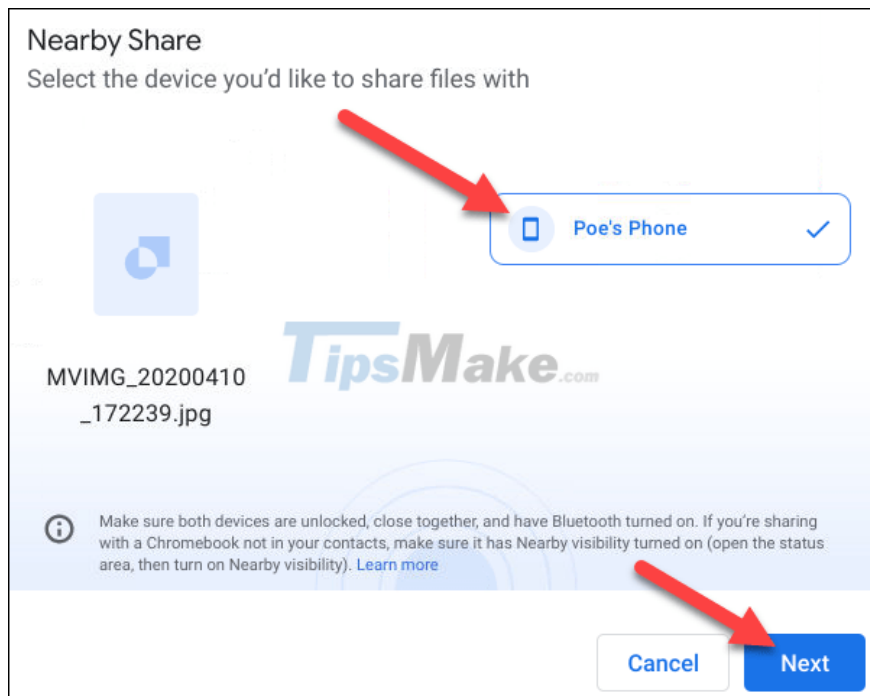 Nearby Share
Select the device you'd like to share files with
Poe's Phone
TipsMake.com
MVIMG_20200410
_172239.jpg
Make sure both devices are unlocked, close together, and have Bluetooth turned on. If you're sharing
with a Chromebook not in your contacts, make sure it has Nearby visibility turned on (open the status
area, then turn on Nearby visibility). Learn more
Cancel
Next